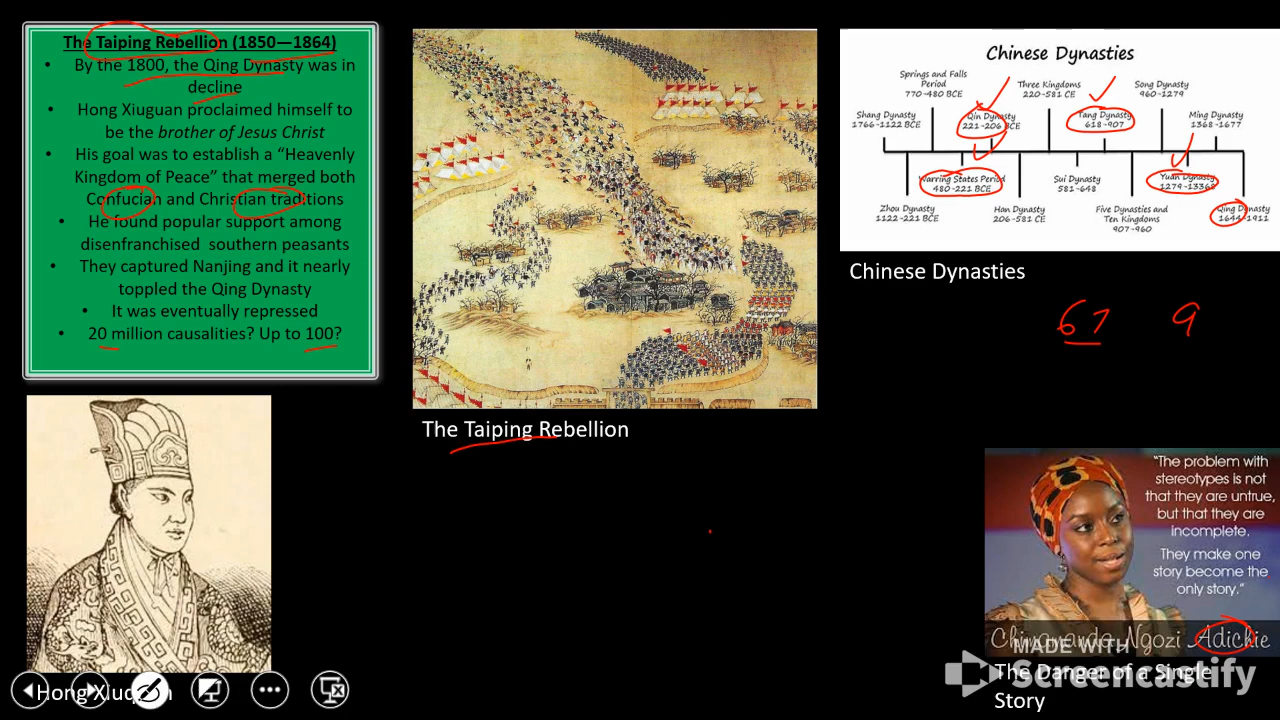 The Taiping Rebellion (1850—1864)
• By the 1800, the Qing Dynasty was in
decline
• Hong Xiuguan proclaimed himself to
be the brother of Jesus Christ
• His goal was to establish a “Heavenly
Kingdom of Peace” that merged both
Confucian and Christian traditions
• He found popular support among
disenfranchised southern peasants
• They captured Nanjing and it nearly
toppled the Qing Dynasty
• It was eventually repressed
• 20 million causalities? Up to 100?
The Taiping Rebellion
Chinese Dynasties
Springs and Falls
Period
770-480 BCE
Three Kingdoms
220-581 CE
Song Dynasty
960-1279
Shang Dynasty
1766-1122 BCE
Qin Dynasty
221-206 BCE
Tang Dynasty
618-907
Ming Dynasty
1368-1677
Warring States Period
480-221 BCE
Sui Dynasty
581-648
Yuan Dynasty
1279-13368
Zhou Dynasty
1122-221 BCE
Han Dynasty
206-581 CE
Five Dynasties and
Ten Kingdoms
907-960
Qing Dynasty
1644-1911
Chinese Dynasties
67 9
“The problem with
stereotypes is not
that they are untrue,
but that they are
incomplete.
They make one
story become the
only story.”
Chimamanda Ngozi Adichie
MADE WITH
Screencastify
The Danger of a Single
Story
Hong Xiuquan